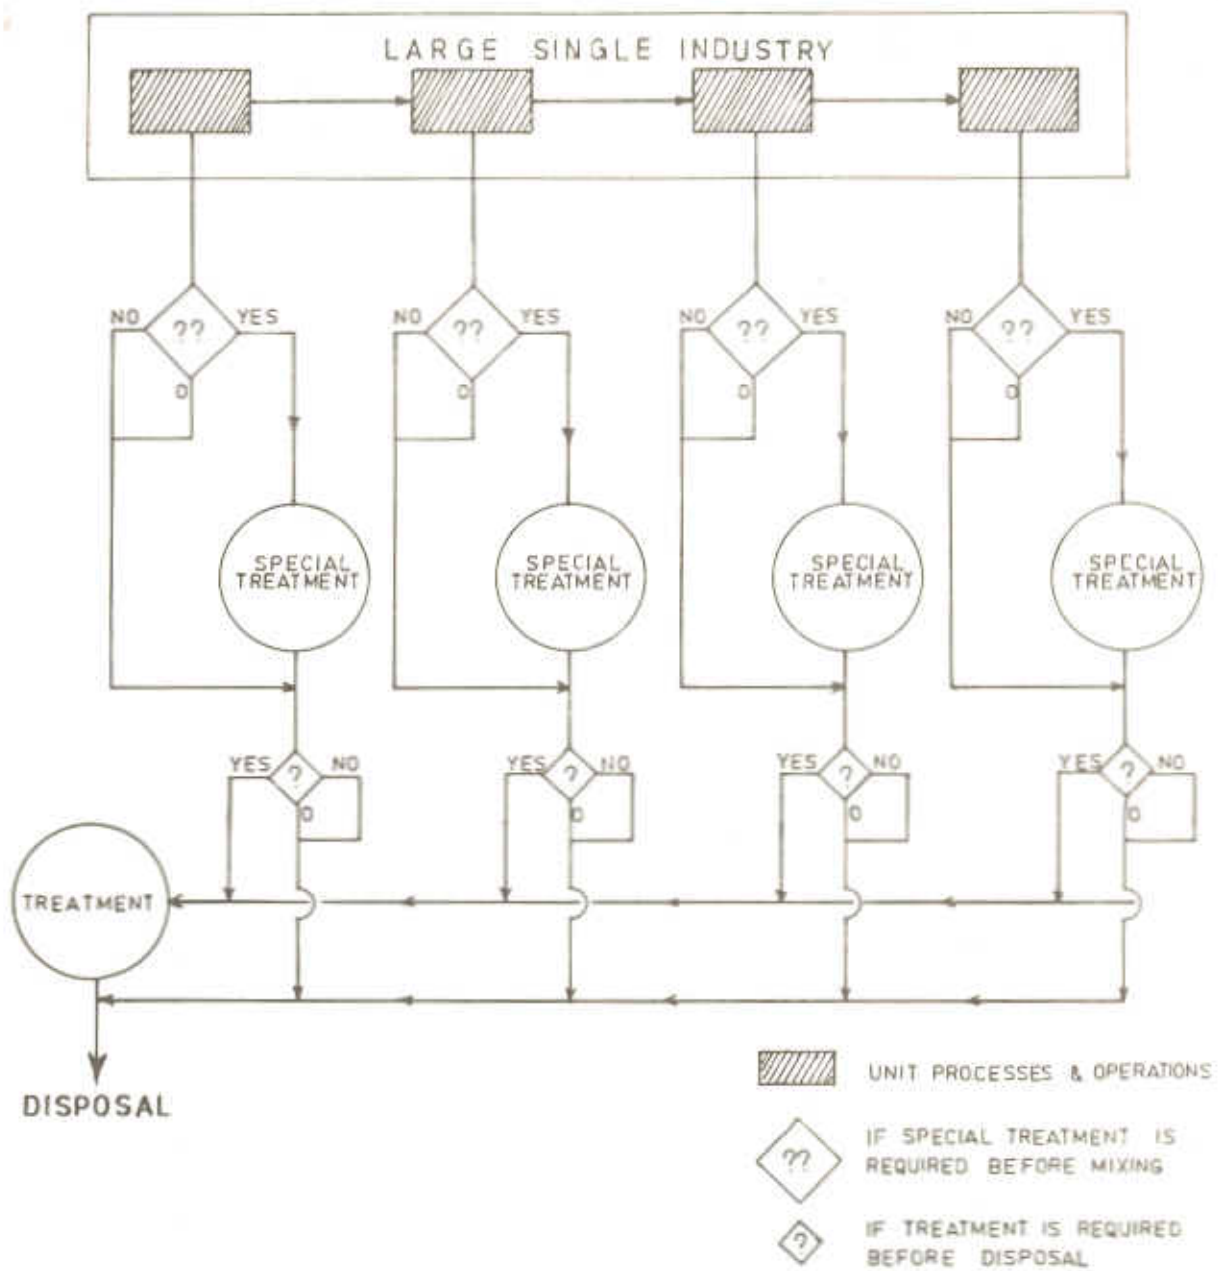 LARGE SINGLE INDUSTRY
NO ?? YES NO ?? YES NO ?? YES NO ?? YES
O O O O
SPECIAL TREATMENT SPECIAL TREATMENT SPECIAL TREATMENT SPECIAL TREATMENT
YES ? NO YES ? NO YES ? NO YES ? NO
O O O O
TREATMENT
DISPOSAL
UNIT PROCESSES & OPERATIONS
?? IF SPECIAL TREATMENT IS
REQUIRED BEFORE MIXING
? IF TREATMENT IS REQUIRED
BEFORE DISPOSAL